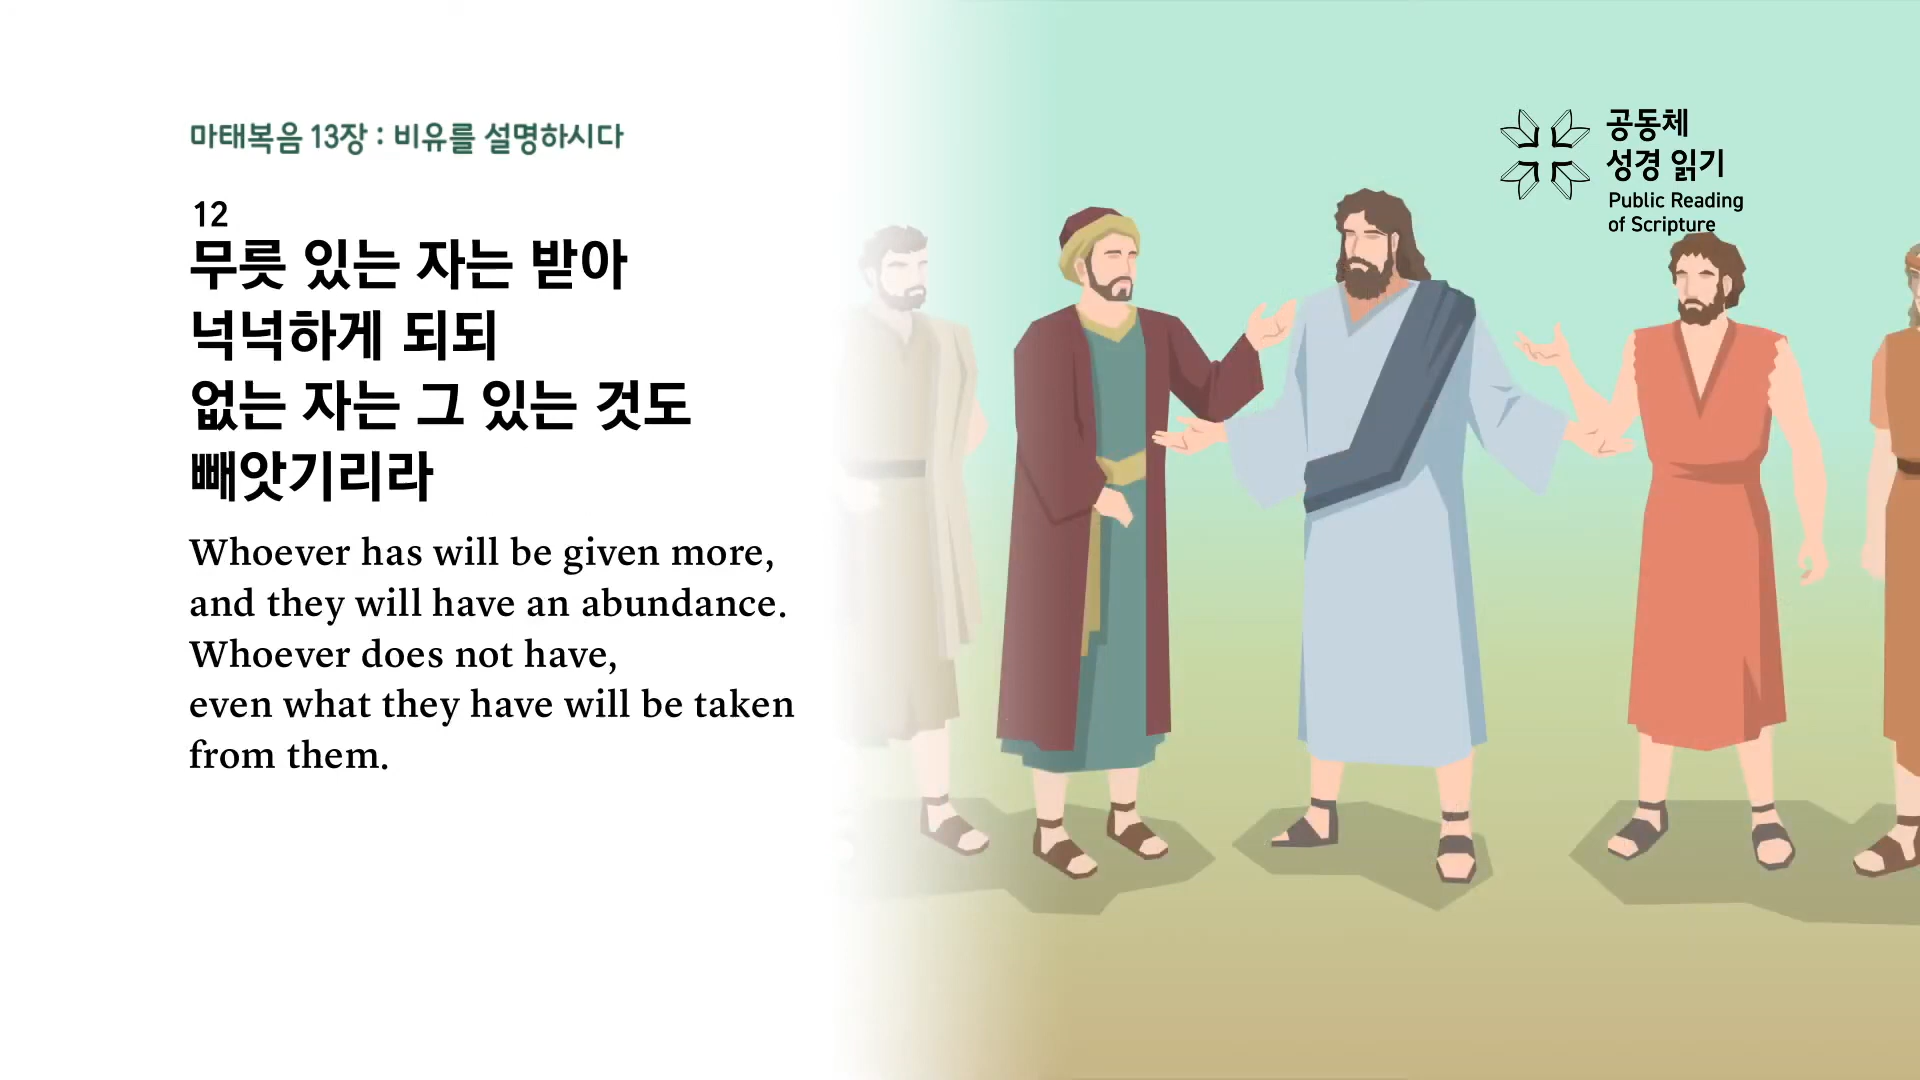 마태복음 13장 : 비유를 설명하시다
12
무릇 있는 자는 받아
넉넉하게 되되
없는 자는 그 있는 것도
빼앗기리라
Whoever has will be given more,
and they will have an abundance.
Whoever does not have,
even what they have will be taken
from them.
공동체
성경 읽기
Public Reading
of Scripture